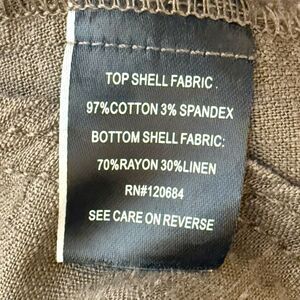 TOP SHELL FABRIC .
97%COTTON 3% SPANDEX
BOTTOM SHELL FABRIC:
70%RAYON 30%LINEN
RN#120684
SEE CARE ON REVERSE